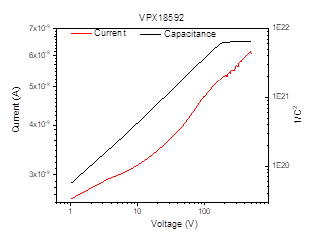 VPX18592
Current
Capacitance
7x10⁻⁹
6x10⁻⁹
5x10⁻⁹
4x10⁻⁹
3x10⁻⁹
1E22
1E21
1E20
Current (A)
1/C²
1
10
100
Voltage (V)